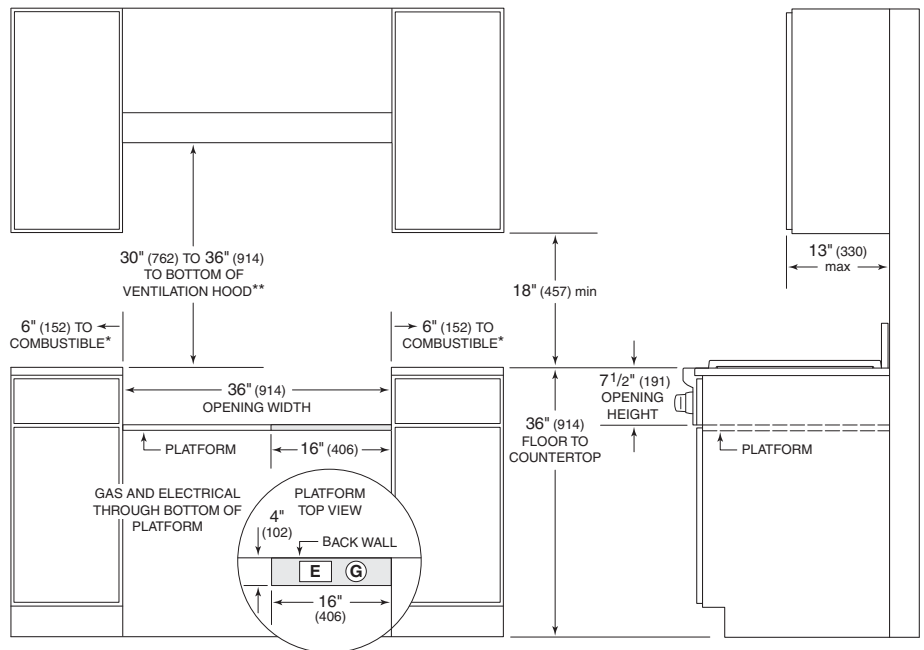 30" (762) TO 36" (914)
TO BOTTOM OF
VENTILATION HOOD**
13" (330)
max
18" (457) min
6" (152) TO
COMBUSTIBLE*
6" (152) TO
COMBUSTIBLE*
36" (914)
OPENING WIDTH
7 1/2" (191)
OPENING
HEIGHT
36" (914)
FLOOR TO
COUNTERTOP
PLATFORM
16" (406)
PLATFORM
GAS AND ELECTRICAL
THROUGH BOTTOM OF
PLATFORM
PLATFORM
TOP VIEW
4"
(102)
BACK WALL
E G
16"
(406)